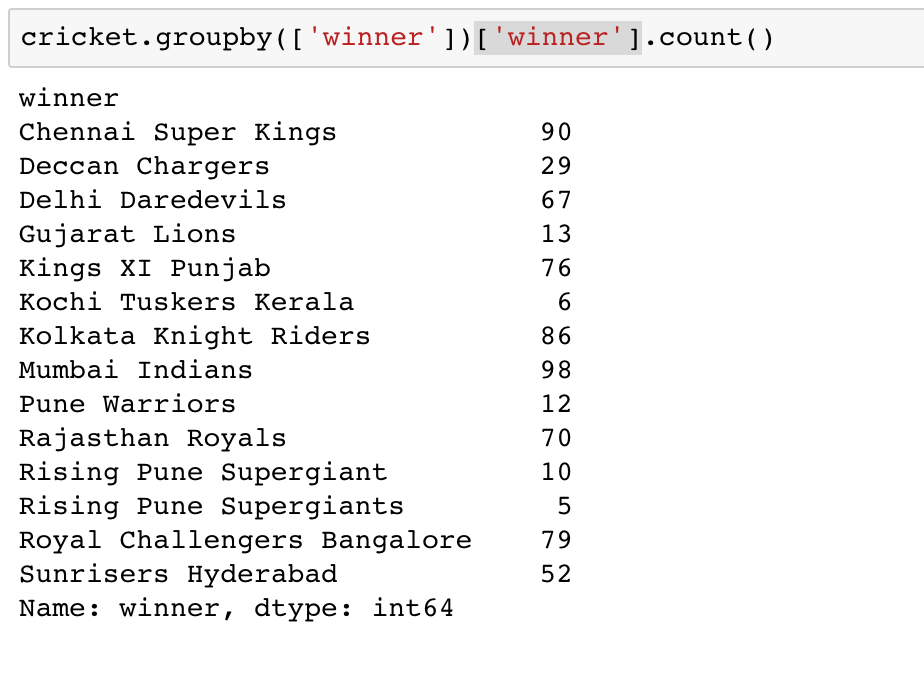 cricket.groupby(['winner'])['winner'].count()
winner
Chennai Super Kings 90
Deccan Chargers 29
Delhi Daredevils 67
Gujarat Lions 13
Kings XI Punjab 76
Kochi Tuskers Kerala 6
Kolkata Knight Riders 86
Mumbai Indians 98
Pune Warriors 12
Rajasthan Royals 70
Rising Pune Supergiant 10
Rising Pune Supergiants 5
Royal Challengers Bangalore 79
Sunrisers Hyderabad 52
Name: winner, dtype: int64